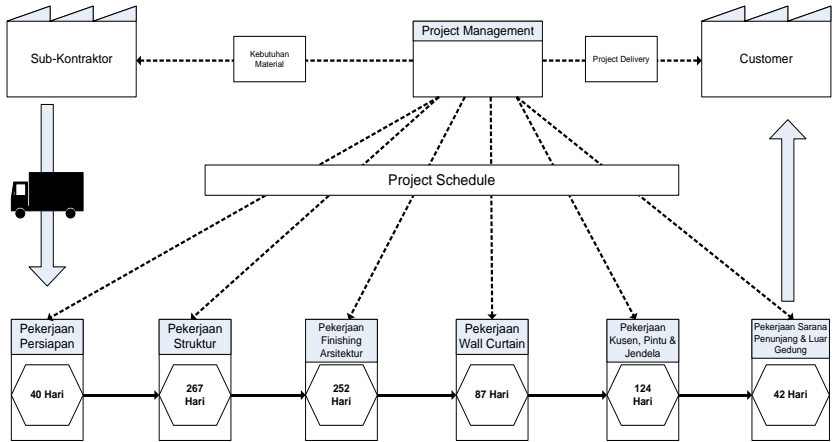 Project Management
Sub-Kontraktor
Kebutuhan
Material
Project Delivery
Customer
Project Schedule
Pekerjaan
Persiapan
40 Hari
Pekerjaan
Struktur
267
Hari
Pekerjaan
Finishing
Arsitektur
252
Hari
Pekerjaan
Wall Curtain
87 Hari
Pekerjaan
Kusen, Pintu &
Jendela
124
Hari
Pekerjaan Sarana
Penunjang & Luar
Gedung
42 Hari